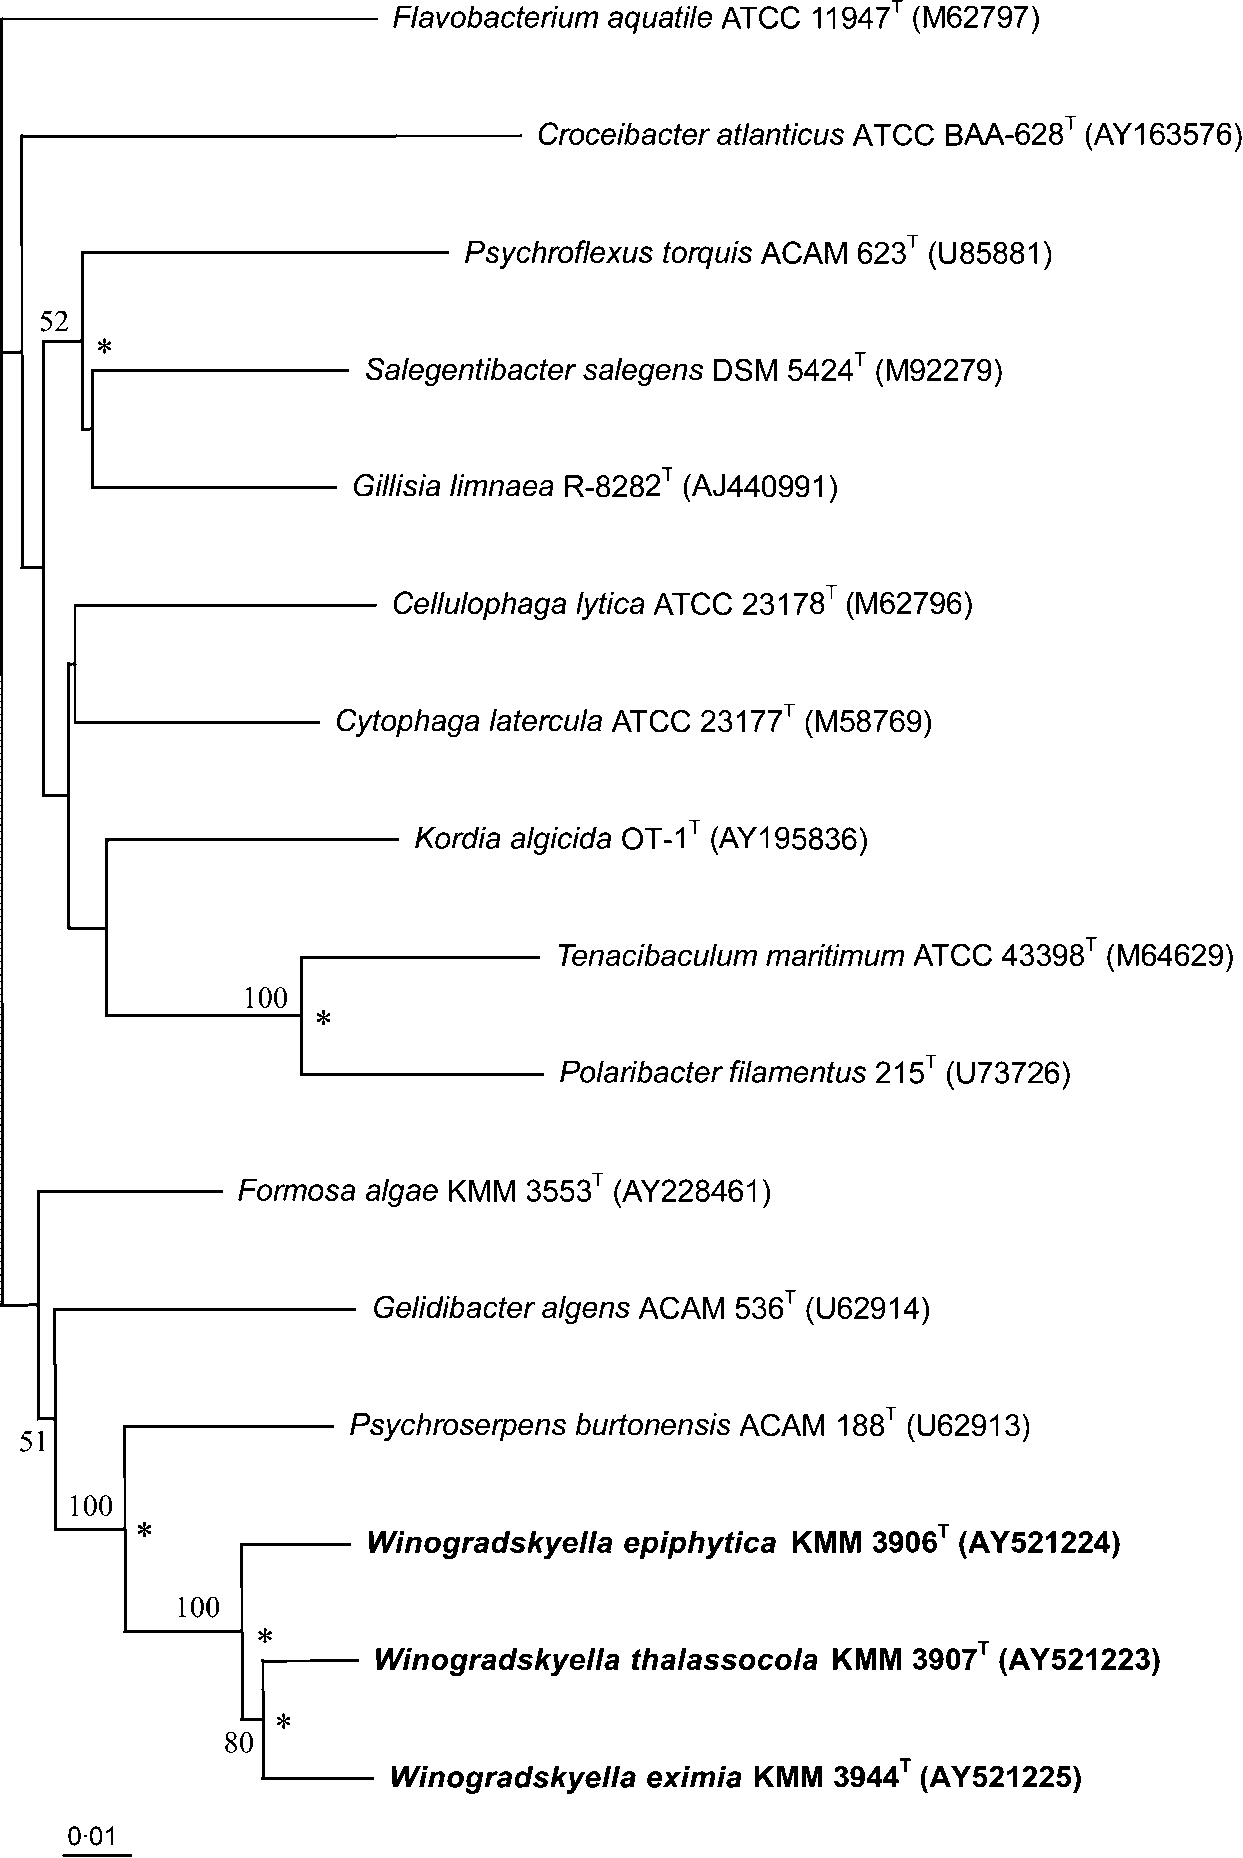 Flavobacterium aquatile ATCC 11947T (M62797)
Croceibacter atlanticus ATCC BAA-628T (AY163576)
Psychroflexus torquis ACAM 623T (U85881)
52
*
Salegentibacter salegens DSM 5424T (M92279)
Gillisia limnaea R-8282T (AJ440991)
Cellulophaga lytica ATCC 23178T (M62796)
Cytophaga latercula ATCC 23177T (M58769)
Kordia algicida OT-1T (AY195836)
Tenacibaculum maritimum ATCC 43398T (M64629)
100
*
Polaribacter filamentus 215T (U73726)
Formosa algae KMM 3553T (AY228461)
Gelidibacter algens ACAM 536T (U62914)
Psychroserpens burtonensis ACAM 188T (U62913)
51
100
*
Winogradskyella epiphytica KMM 3906T (AY521224)
100
*
Winogradskyella thalassocola KMM 3907T (AY521223)
*
80
Winogradskyella eximia KMM 3944T (AY521225)
0·01